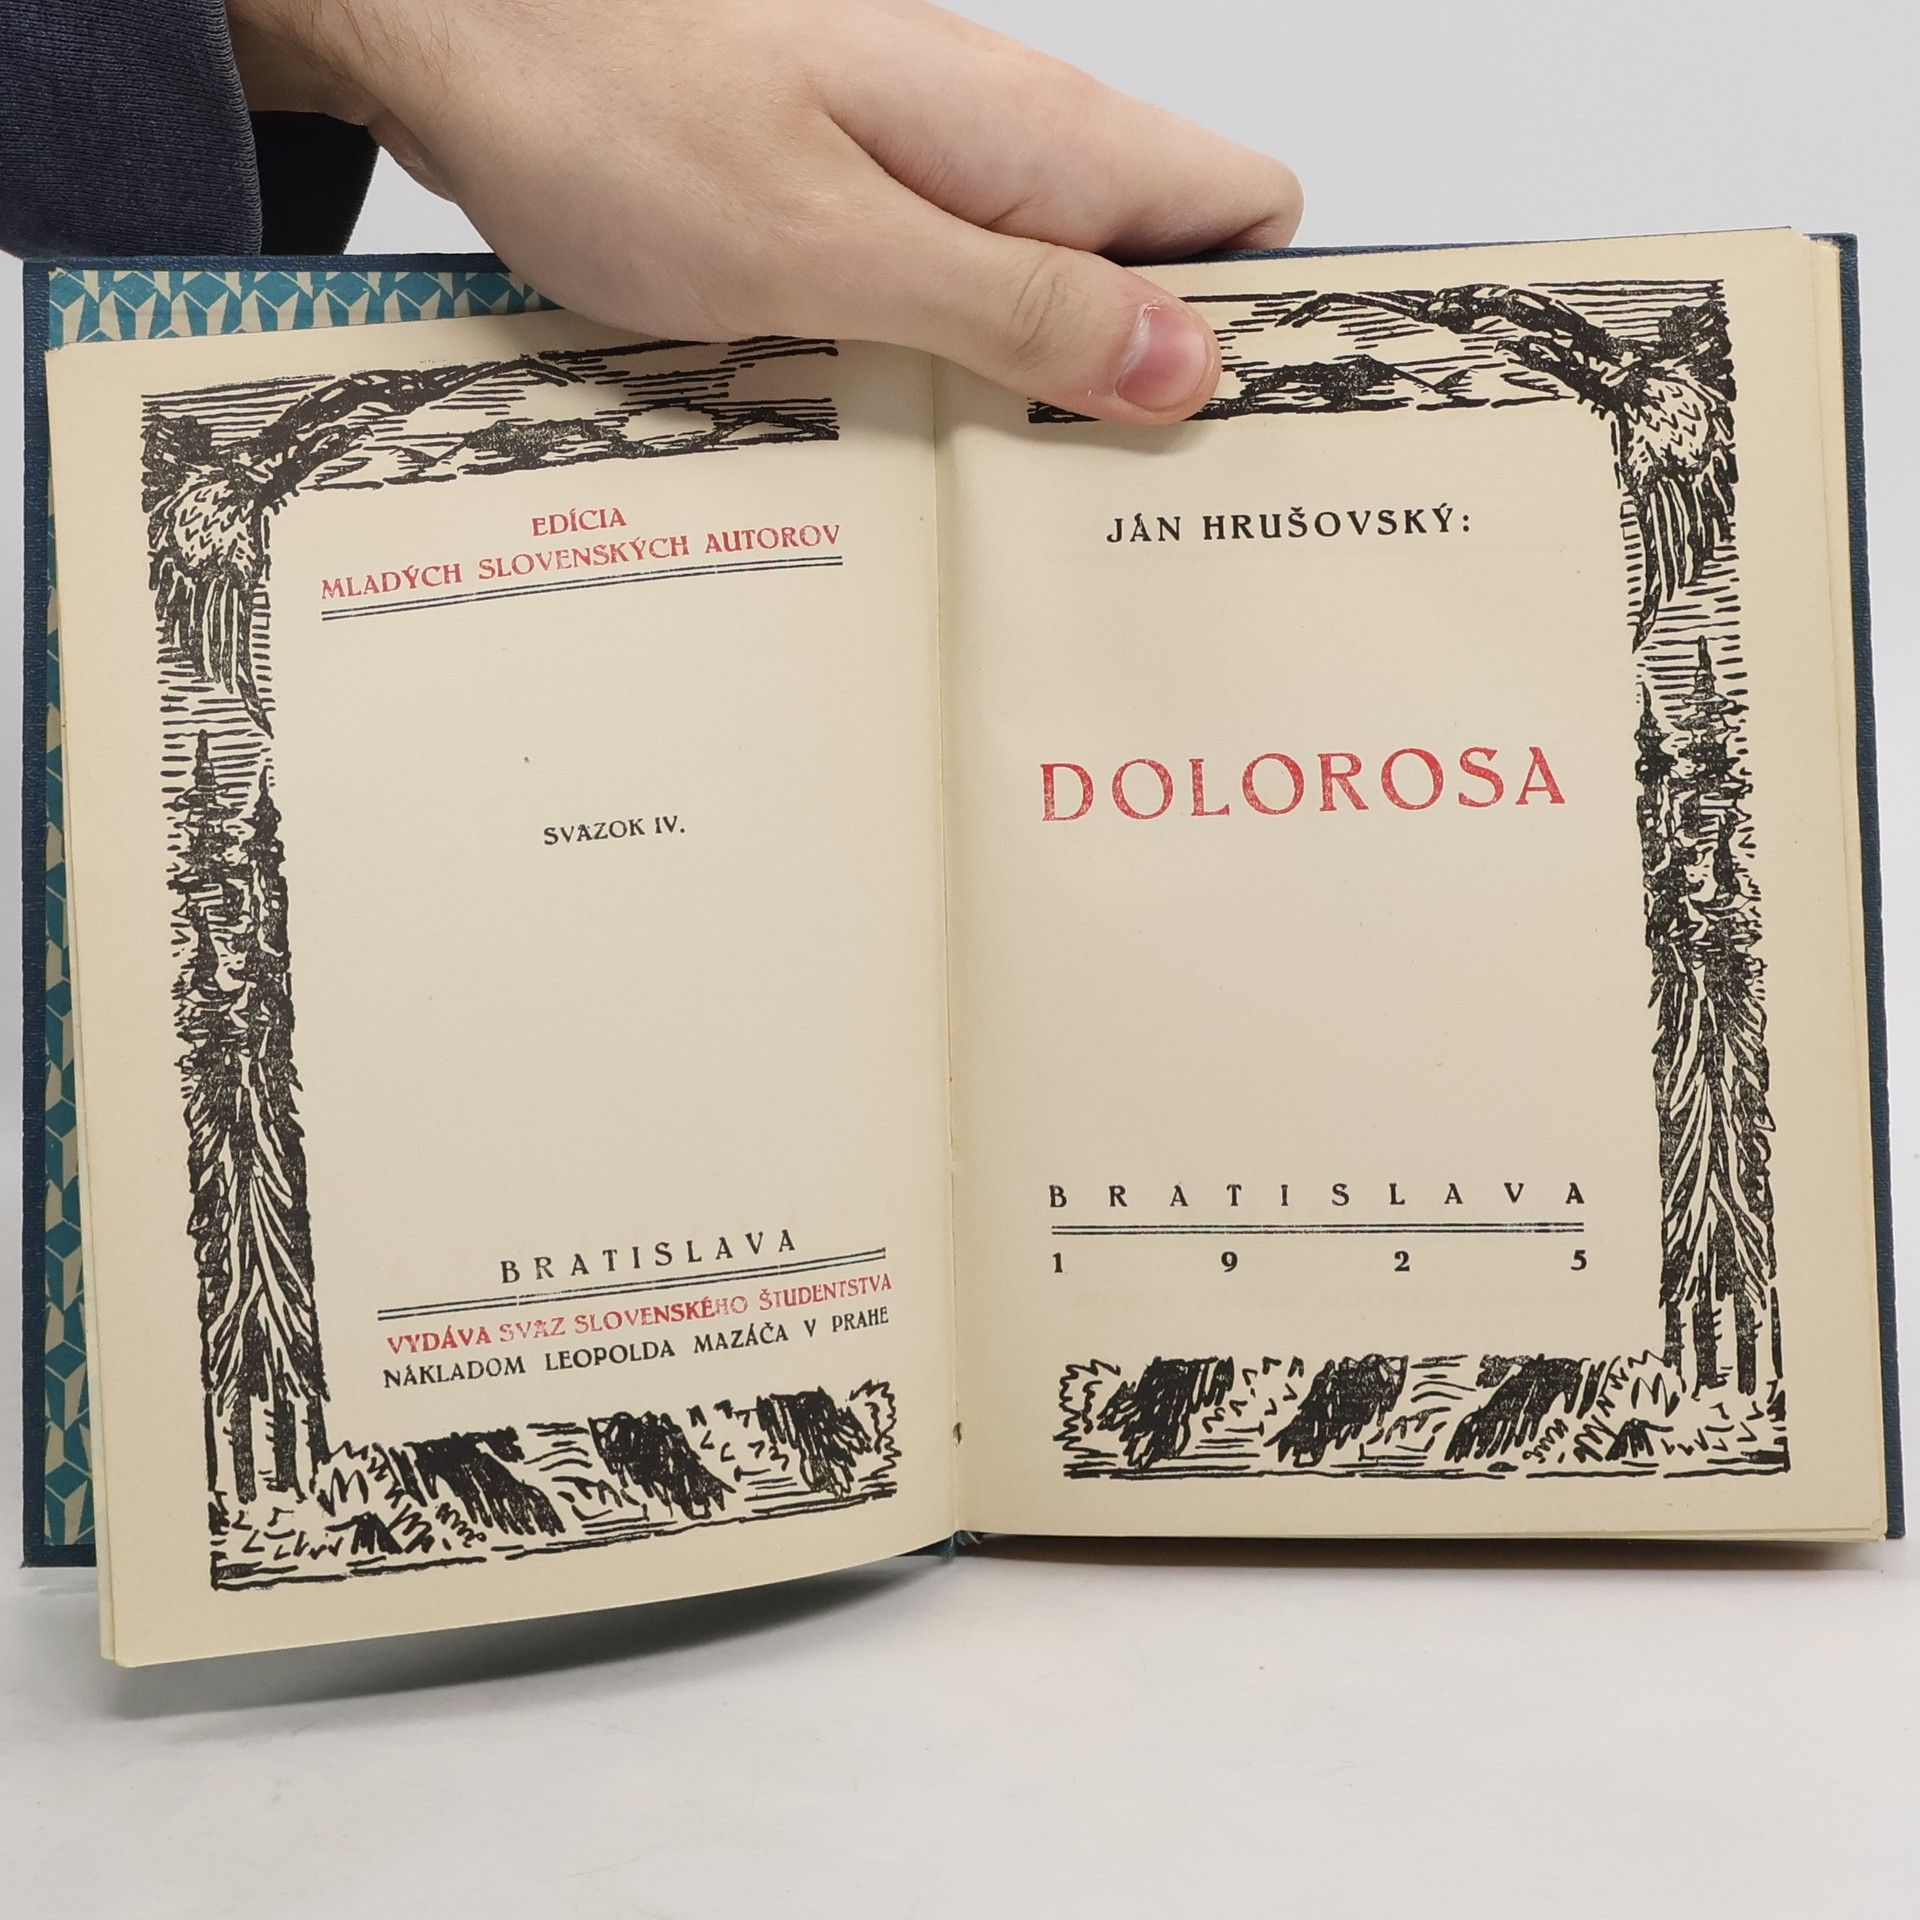 EDÍCIA
MLADÝCH SLOVENSKÝCH AUTOROV
SVAZOK IV.
BRATISLAVA
VYDÁVA SVÄZ SLOVENSKÉHO ŠTUDENTSTVA
NÁKLADOM LEOPOLDA MAZÁČA V PRAHE
JÁN HRUŠOVSKÝ:
DOLOROSA
BRATISLAVA
1925